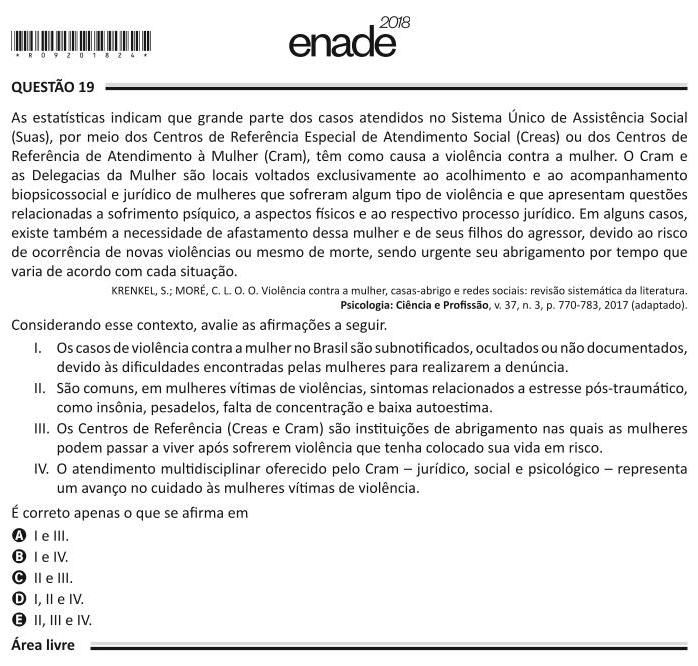 * R 0 9 2 0 1 8 2 4 *
enade 2018
QUESTÃO 19
As estatísticas indicam que grande parte dos casos atendidos no Sistema Único de Assistência Social
(Suas), por meio dos Centros de Referência Especial de Atendimento Social (Creas) ou dos Centros de
Referência de Atendimento à Mulher (Cram), têm como causa a violência contra a mulher. O Cram e
as Delegacias da Mulher são locais voltados exclusivamente ao acolhimento e ao acompanhamento
biopsicossocial e jurídico de mulheres que sofreram algum tipo de violência e que apresentam questões
relacionadas a sofrimento psíquico, a aspectos físicos e ao respectivo processo jurídico. Em alguns casos,
existe também a necessidade de afastamento dessa mulher e de seus filhos do agressor, devido ao risco
de ocorrência de novas violências ou mesmo de morte, sendo urgente seu abrigamento por tempo que
varia de acordo com cada situação.
KRENKEL, S.; MORÉ, C. L. O. O. Violência contra a mulher, casas-abrigo e redes sociais: revisão sistemática da literatura.
Psicologia: Ciência e Profissão, v. 37, n. 3, p. 770-783, 2017 (adaptado).
Considerando esse contexto, avalie as afirmações a seguir.
I. Os casos de violência contra a mulher no Brasil são subnotificados, ocultados ou não documentados,
devido às dificuldades encontradas pelas mulheres para realizarem a denúncia.
II. São comuns, em mulheres vítimas de violências, sintomas relacionados a estresse pós-traumático,
como insônia, pesadelos, falta de concentração e baixa autoestima.
III. Os Centros de Referência (Creas e Cram) são instituições de abrigamento nas quais as mulheres
podem passar a viver após sofrerem violência que tenha colocado sua vida em risco.
IV. O atendimento multidisciplinar oferecido pelo Cram – jurídico, social e psicológico – representa
um avanço no cuidado às mulheres vítimas de violência.
É correto apenas o que se afirma em
A I e III.
B I e IV.
C II e III.
D I, II e IV.
E II, III e IV.
Área livre